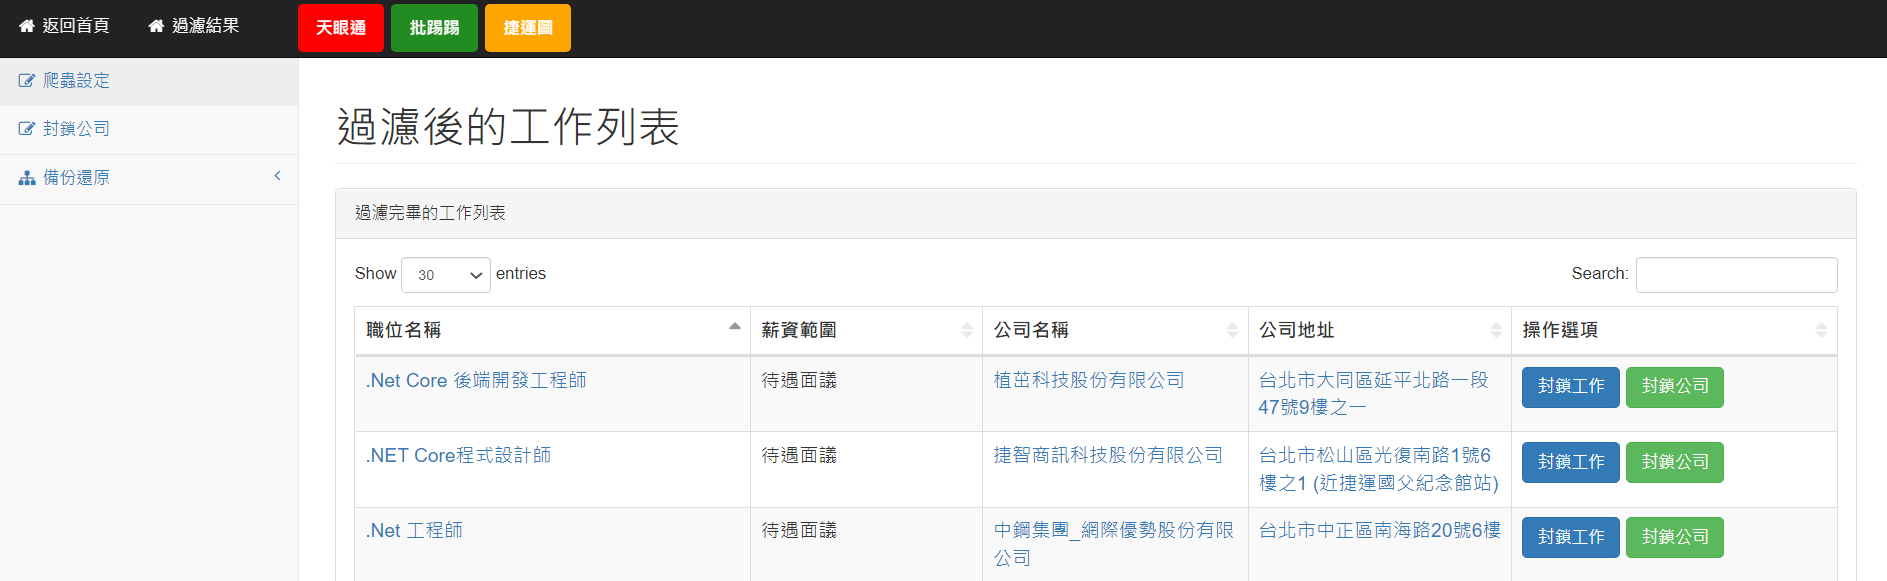 返回首頁 過濾結果 天眼通 批踢踢 捷運圖
爬蟲設定
封鎖公司
備份還原
過濾後的工作列表
過濾完畢的工作列表
Show 30 entries Search:
職位名稱 薪資範圍 公司名稱 公司地址 操作選項
.Net Core 後端開發工程師 待遇面議 植茁科技股份有限公司 台北市大同區延平北路一段 封鎖工作 封鎖公司
47號9樓之一
.NET Core程式設計師 待遇面議 捷智商訊科技股份有限公司 台北市松山區光復南路1號6 封鎖工作 封鎖公司
樓之1 (近捷運國父紀念館站)
.Net 工程師 待遇面議 中鋼集團_網際優勢股份有限 台北市中正區南海路20號6樓 封鎖工作 封鎖公司
公司